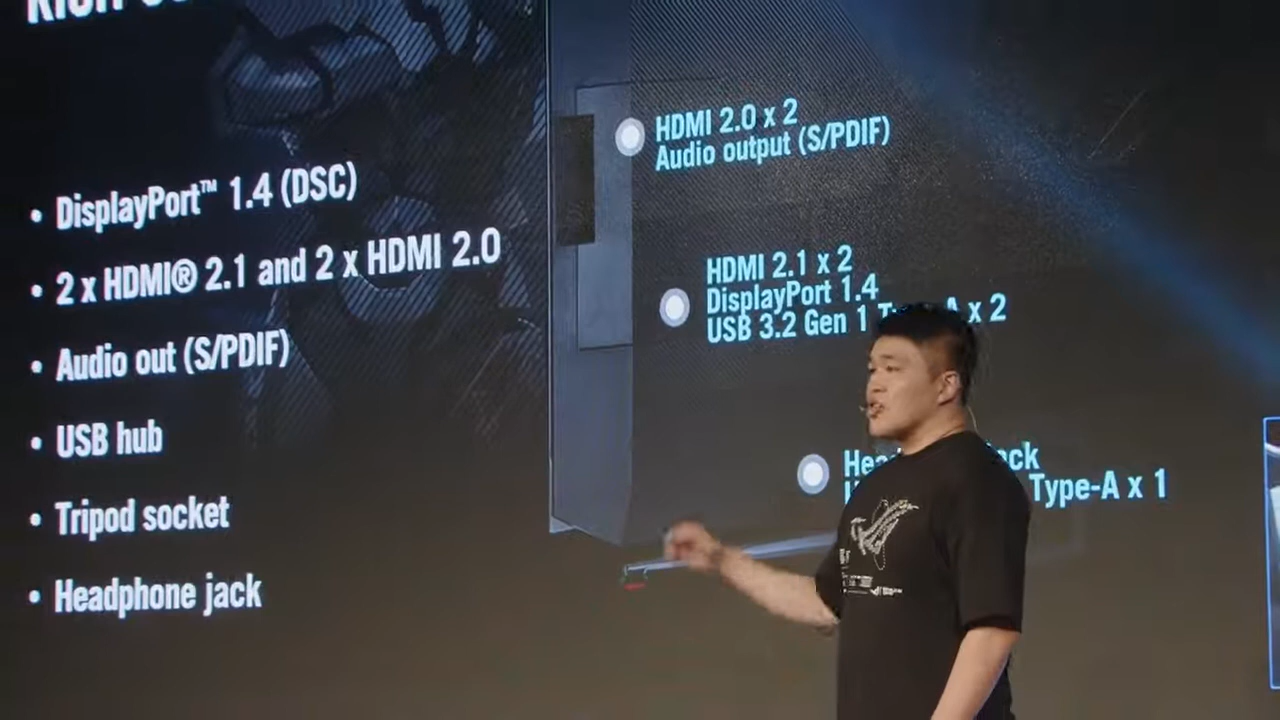 DisplayPort™ 1.4 (DSC)
2 x HDMI® 2.1 and 2 x HDMI 2.0
Audio out (S/PDIF)
USB hub
Tripod socket
Headphone jack
HDMI 2.0 x 2
Audio output (S/PDIF)
HDMI 2.1 x 2
DisplayPort 1.4
USB 3.2 Gen 1 x 2
Type-A x 1